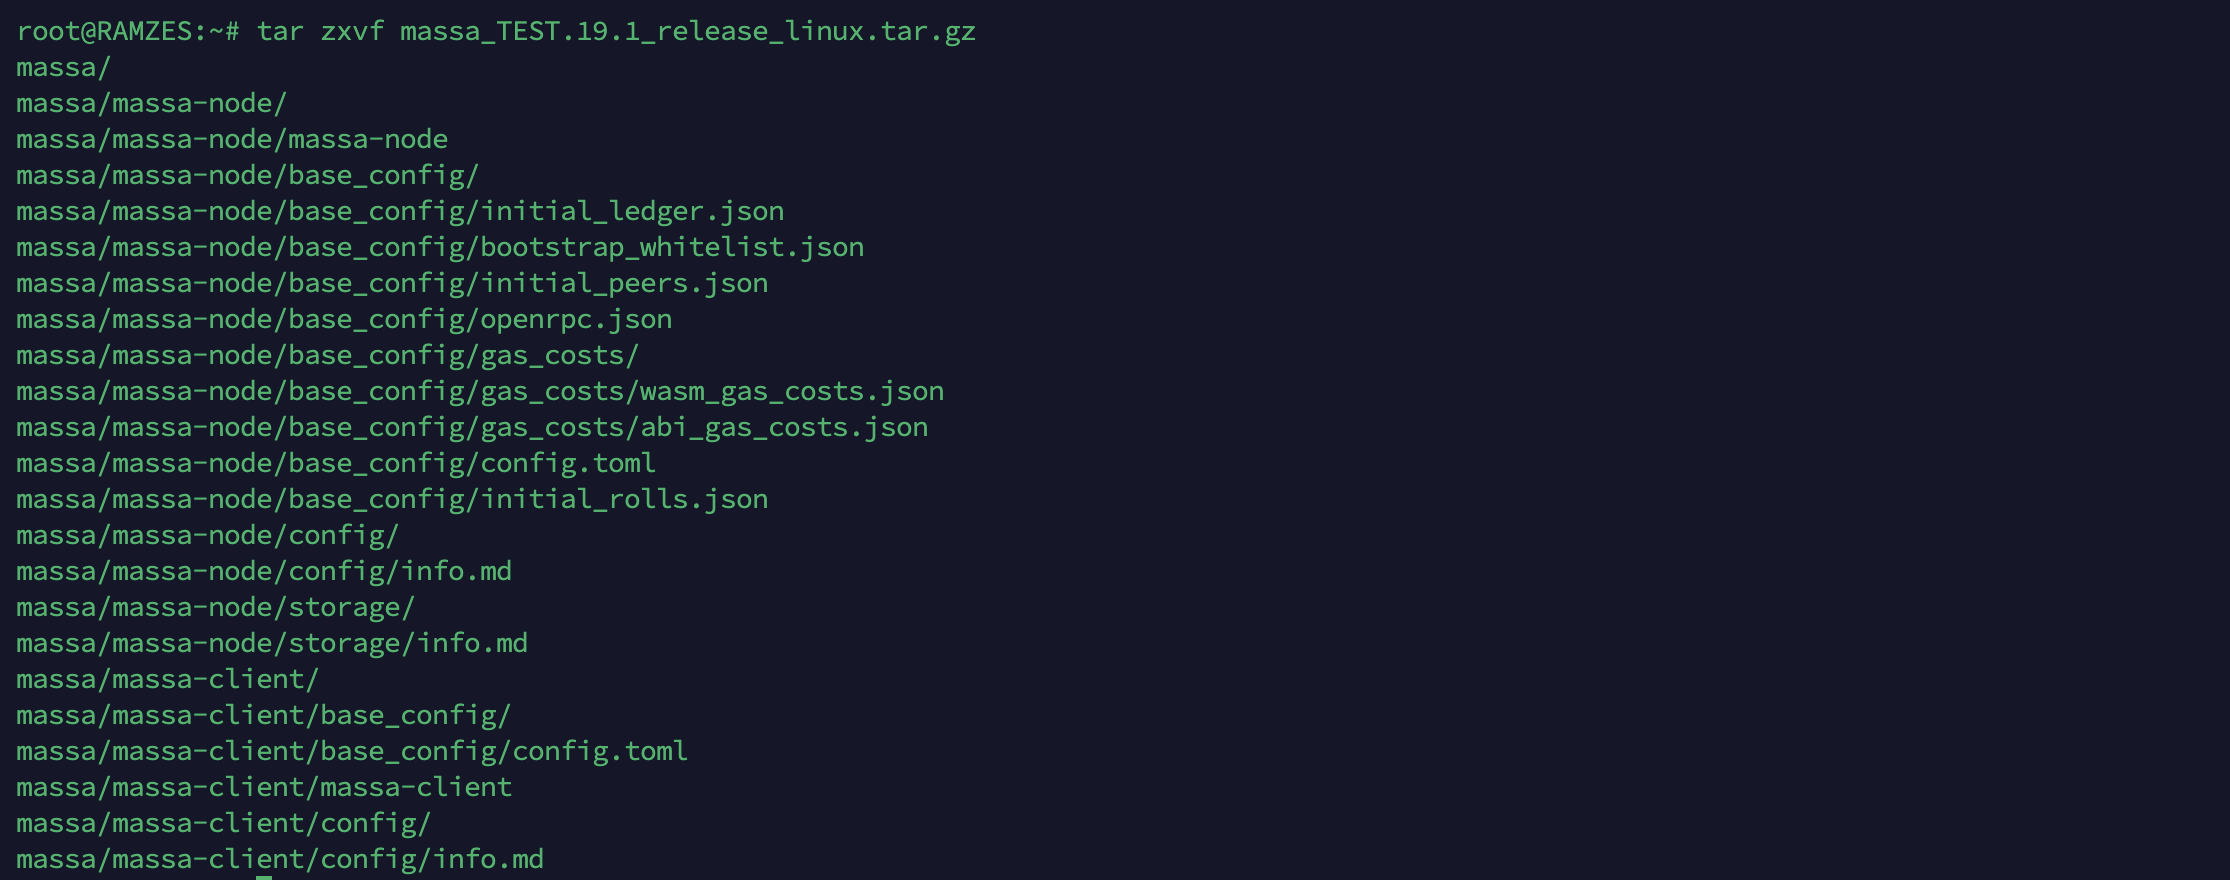 root@RAMZES:~# tar zxvf massa_TEST.19.1_release_linux.tar.gz
massa/
massa/massa-node/
massa/massa-node/massa-node
massa/massa-node/base_config/
massa/massa-node/base_config/initial_ledger.json
massa/massa-node/base_config/bootstrap_whitelist.json
massa/massa-node/base_config/initial_peers.json
massa/massa-node/base_config/openrpc.json
massa/massa-node/base_config/gas_costs/
massa/massa-node/base_config/gas_costs/wasm_gas_costs.json
massa/massa-node/base_config/gas_costs/abi_gas_costs.json
massa/massa-node/base_config/config.toml
massa/massa-node/base_config/initial_rolls.json
massa/massa-node/config/
massa/massa-node/config/info.md
massa/massa-node/storage/
massa/massa-node/storage/info.md
massa/massa-client/
massa/massa-client/base_config/
massa/massa-client/base_config/config.toml
massa/massa-client/massa-client
massa/massa-client/config/
massa/massa-client/config/info.md